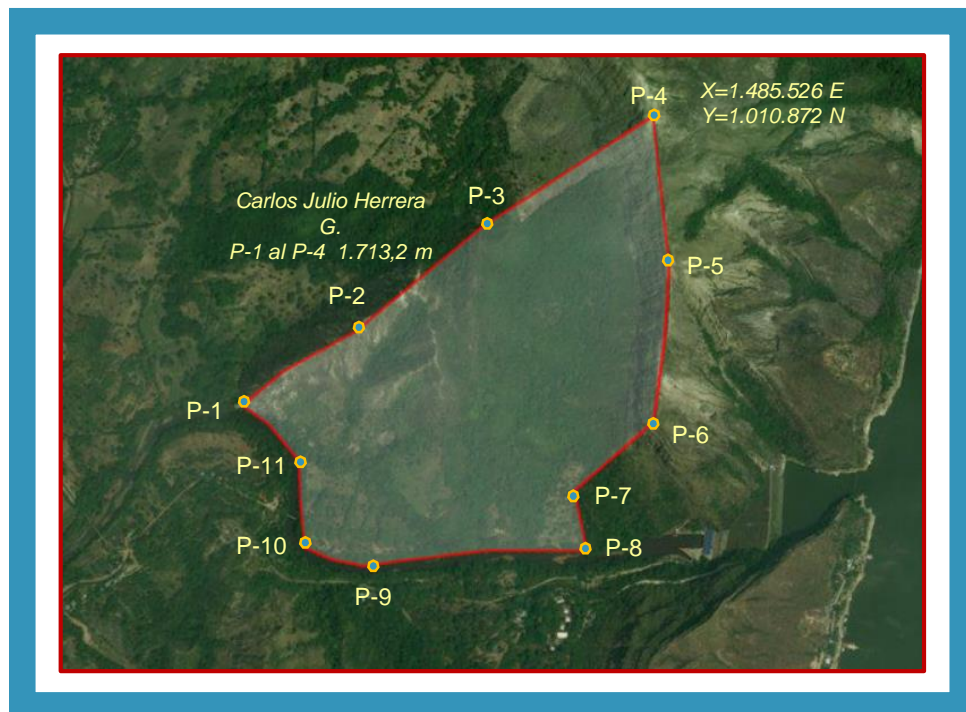 P-4
X=1.485.526 E
Y=1.010.872 N
Carlos Julio Herrera
G.
P-1 al P-4 1.713,2 m
P-3
P-5
P-2
P-1
P-6
P-11
P-7
P-10
P-8
P-9